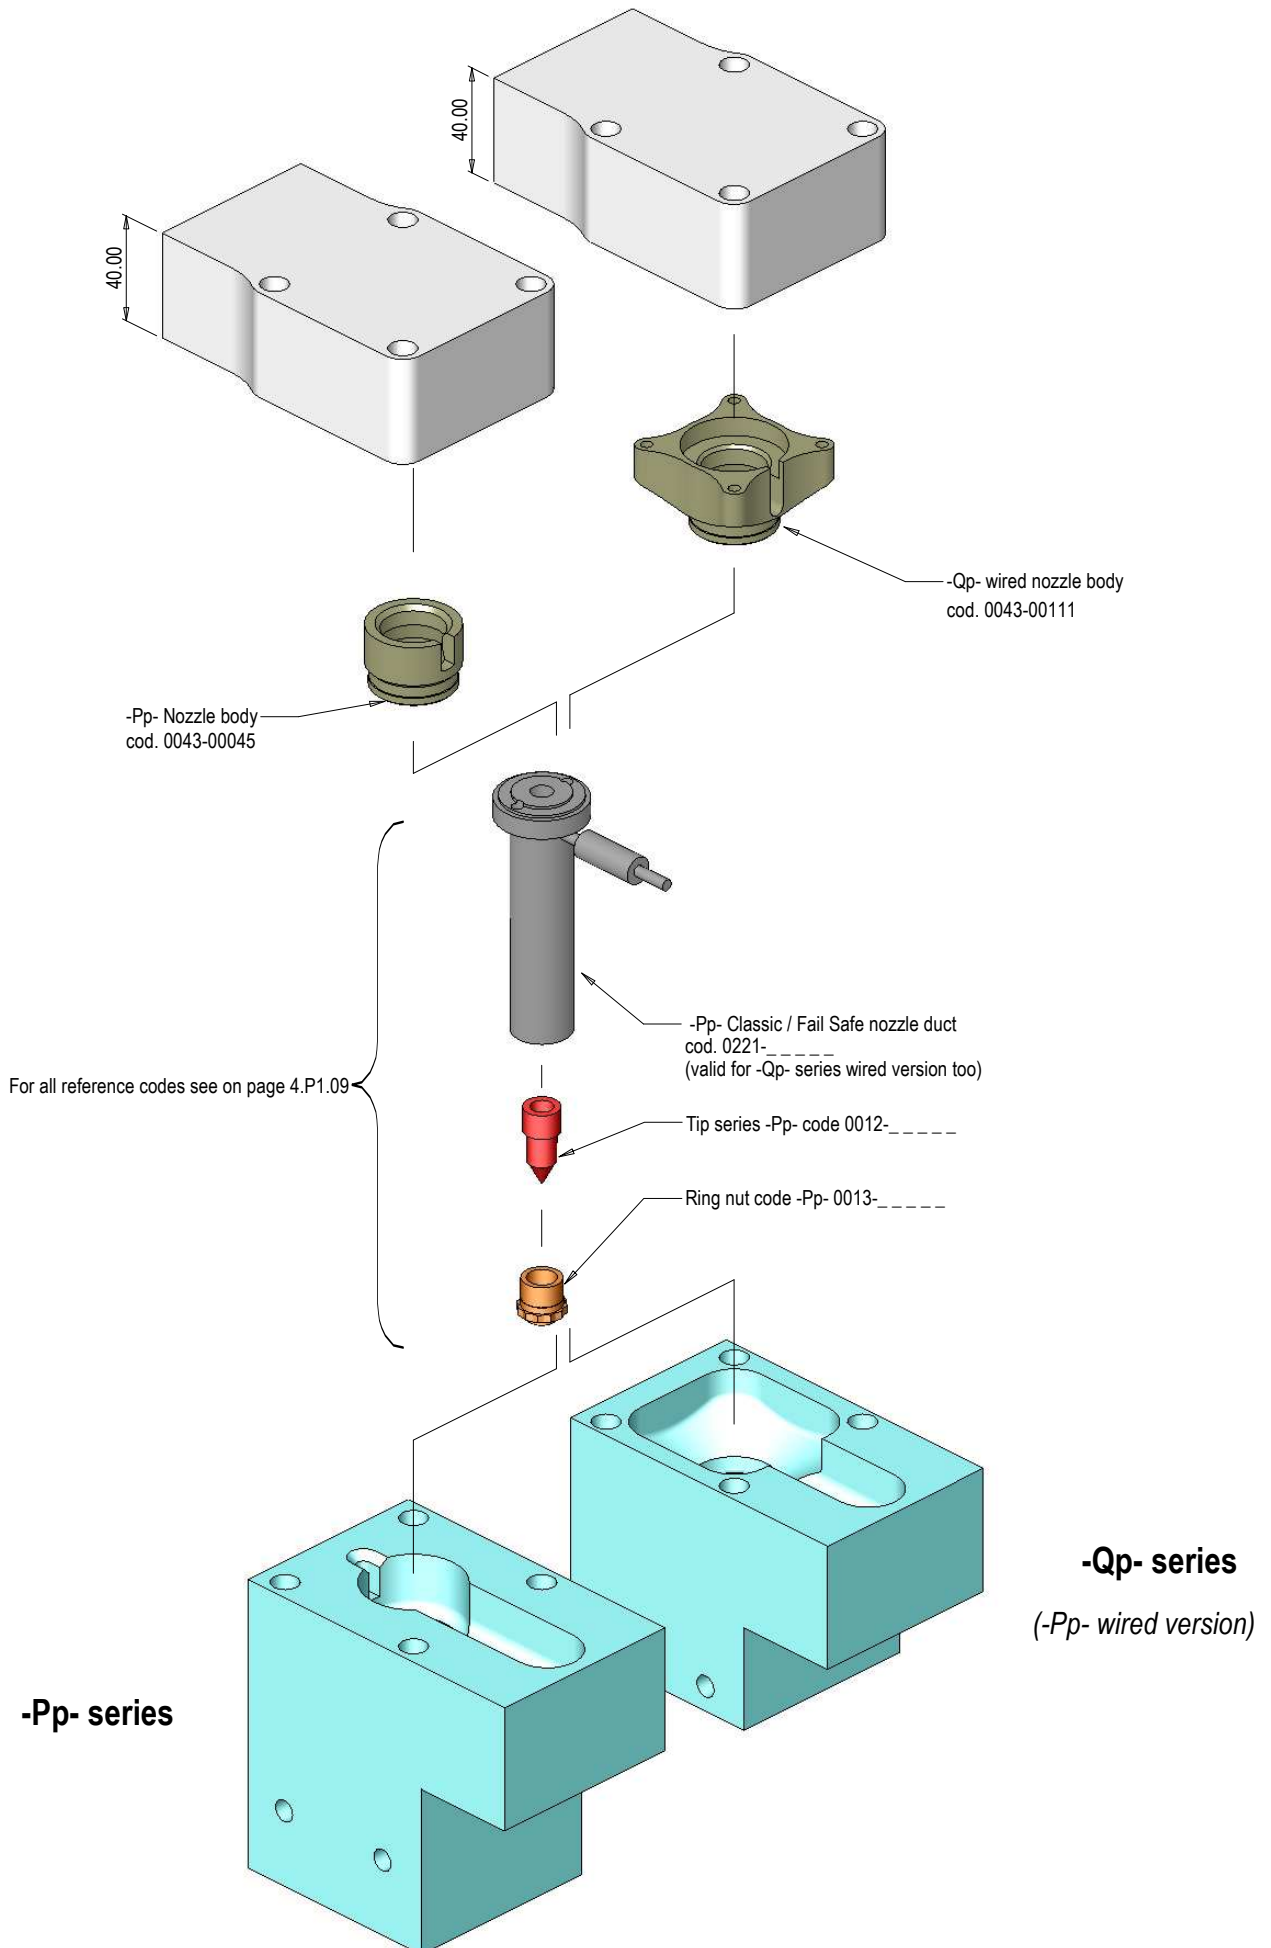 40.00
40.00
-Qp- wired nozzle body
cod. 0043-00111
-Pp- Nozzle body
cod. 0043-00045
-Pp- Classic / Fail Safe nozzle duct
cod. 0221-_ _ _ _ _
(valid for -Qp- series wired version too)
For all reference codes see on page 4.P1.09
Tip series -Pp- code 0012-_ _ _ _ _
Ring nut code -Pp- 0013-_ _ _ _ _
-Qp- series
(-Pp- wired version)
-Pp- series